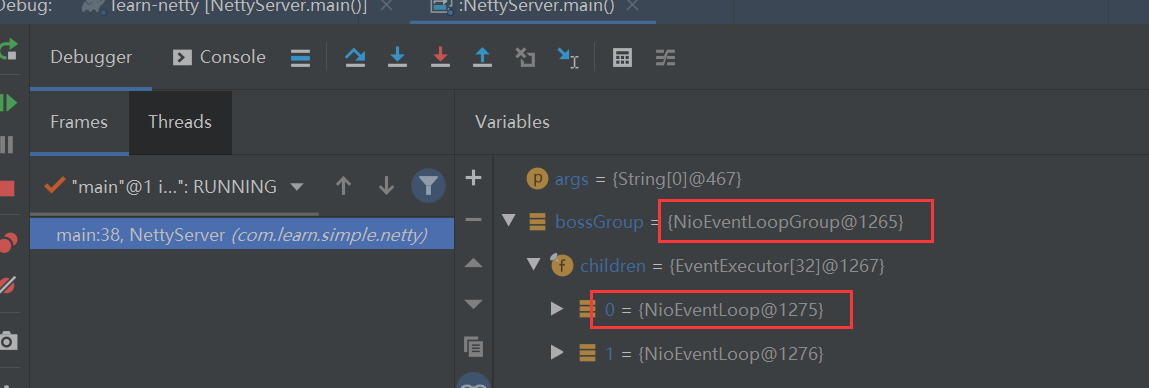 Debug: learn-netty [NettyServer.main()] :NettyServer.main()
Debugger Console
Frames Threads Variables
"main"@1 i...": RUNNING
main:38, NettyServer (com.learn.simple.netty)
args = {String[0]@467}
bossGroup = {NioEventLoopGroup@1265}
children = {EventExecutor[32]@1267}
0 = {NioEventLoop@1275}
1 = {NioEventLoop@1276}